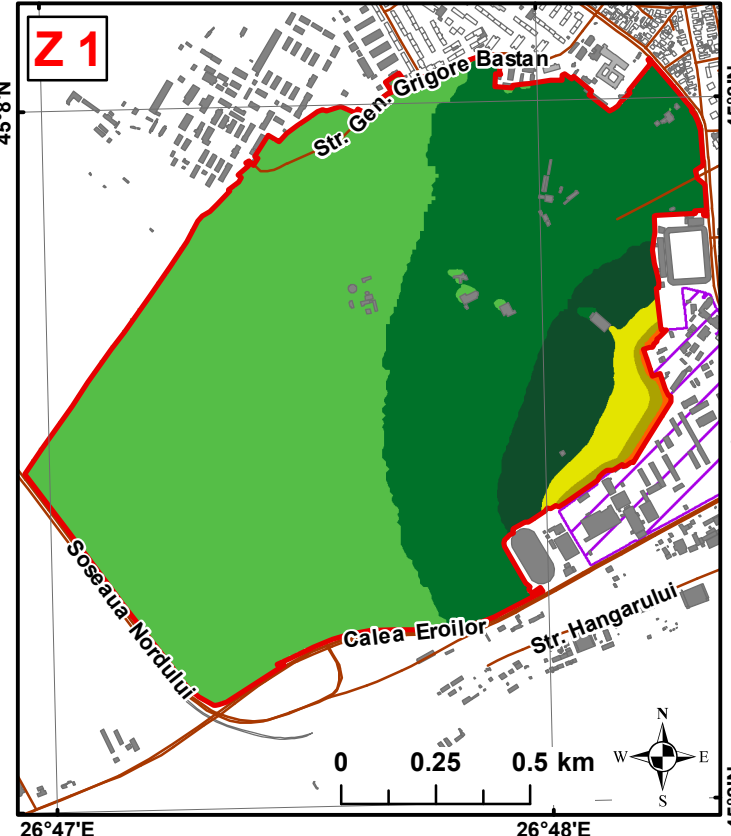 Z 1
Str. Gen. Grigore Bastan
45°8'N
Soseaua Nordului
Calea Eroilor
Str. Hangarului
N
W E
S
0 0.25 0.5 km
26°47'E 26°48'E